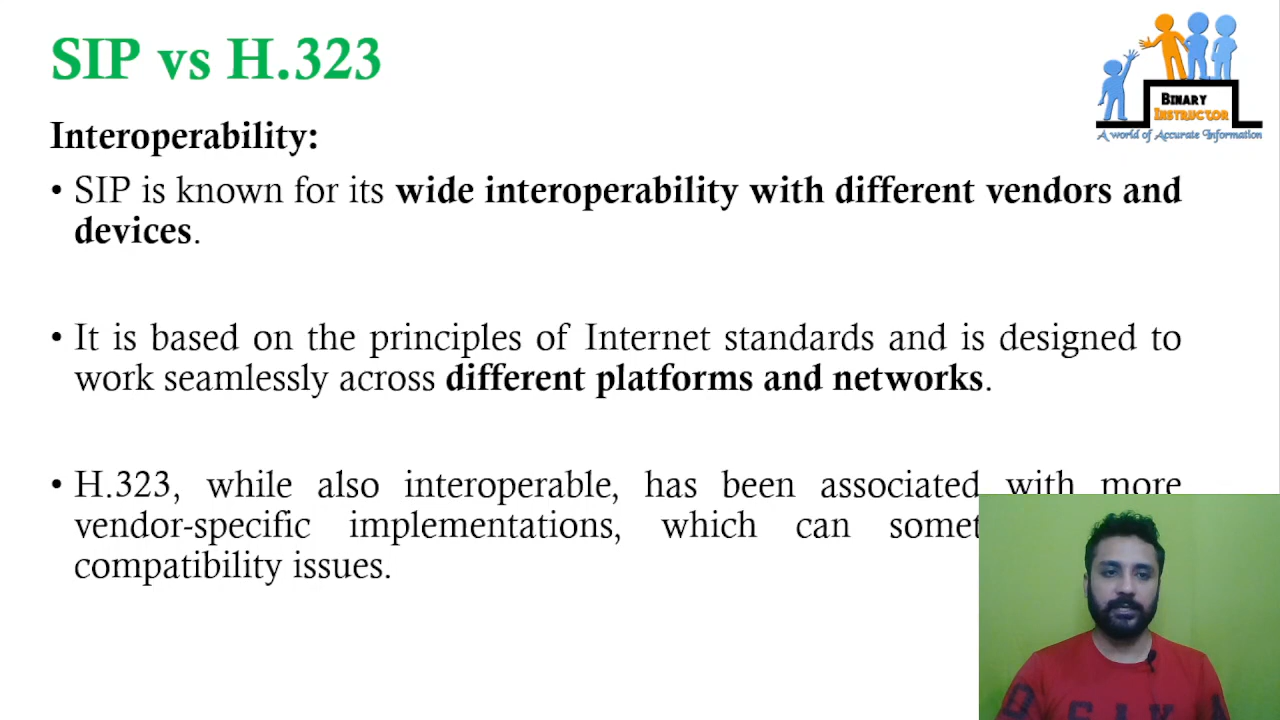 SIP vs H.323
BINARY
INSTRUCTOR
A world of Accurate Information
Interoperability:
• SIP is known for its wide interoperability with different vendors and
devices.
• It is based on the principles of Internet standards and is designed to
work seamlessly across different platforms and networks.
• H.323, while also interoperable, has been associated with more
vendor-specific implementations, which can
compatibility issues.